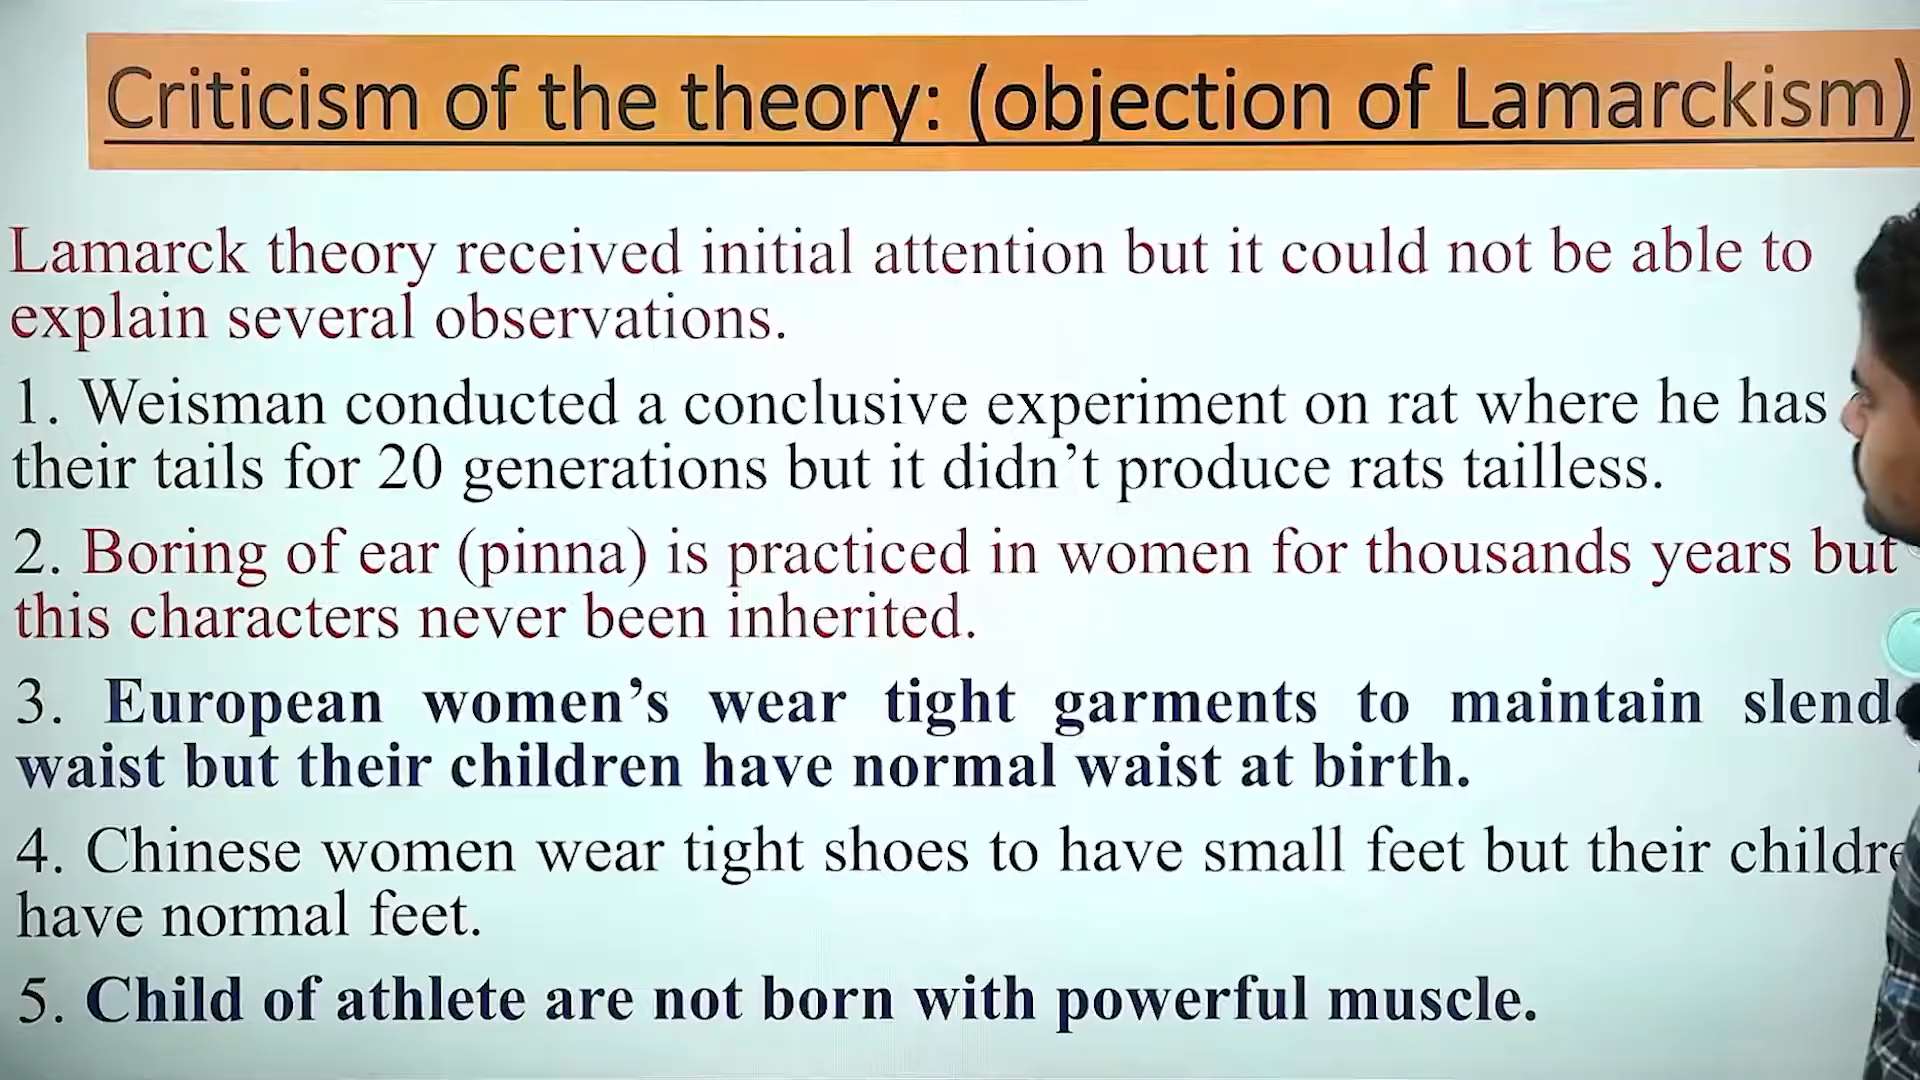 Criticism of the theory: (objection of Lamarckism)
Lamarck theory received initial attention but it could not be able to
explain several observations.
1. Weisman conducted a conclusive experiment on rat where he has
their tails for 20 generations but it didn't produce rats tailless.
2. Boring of ear (pinna) is practiced in women for thousands years but
this characters never been inherited.
3. European women's wear tight garments to maintain
waist but their children have normal waist at birth.
4. Chinese women wear tight shoes to have small feet but their
have normal feet.
5. Child of athlete are not born with powerful muscle.